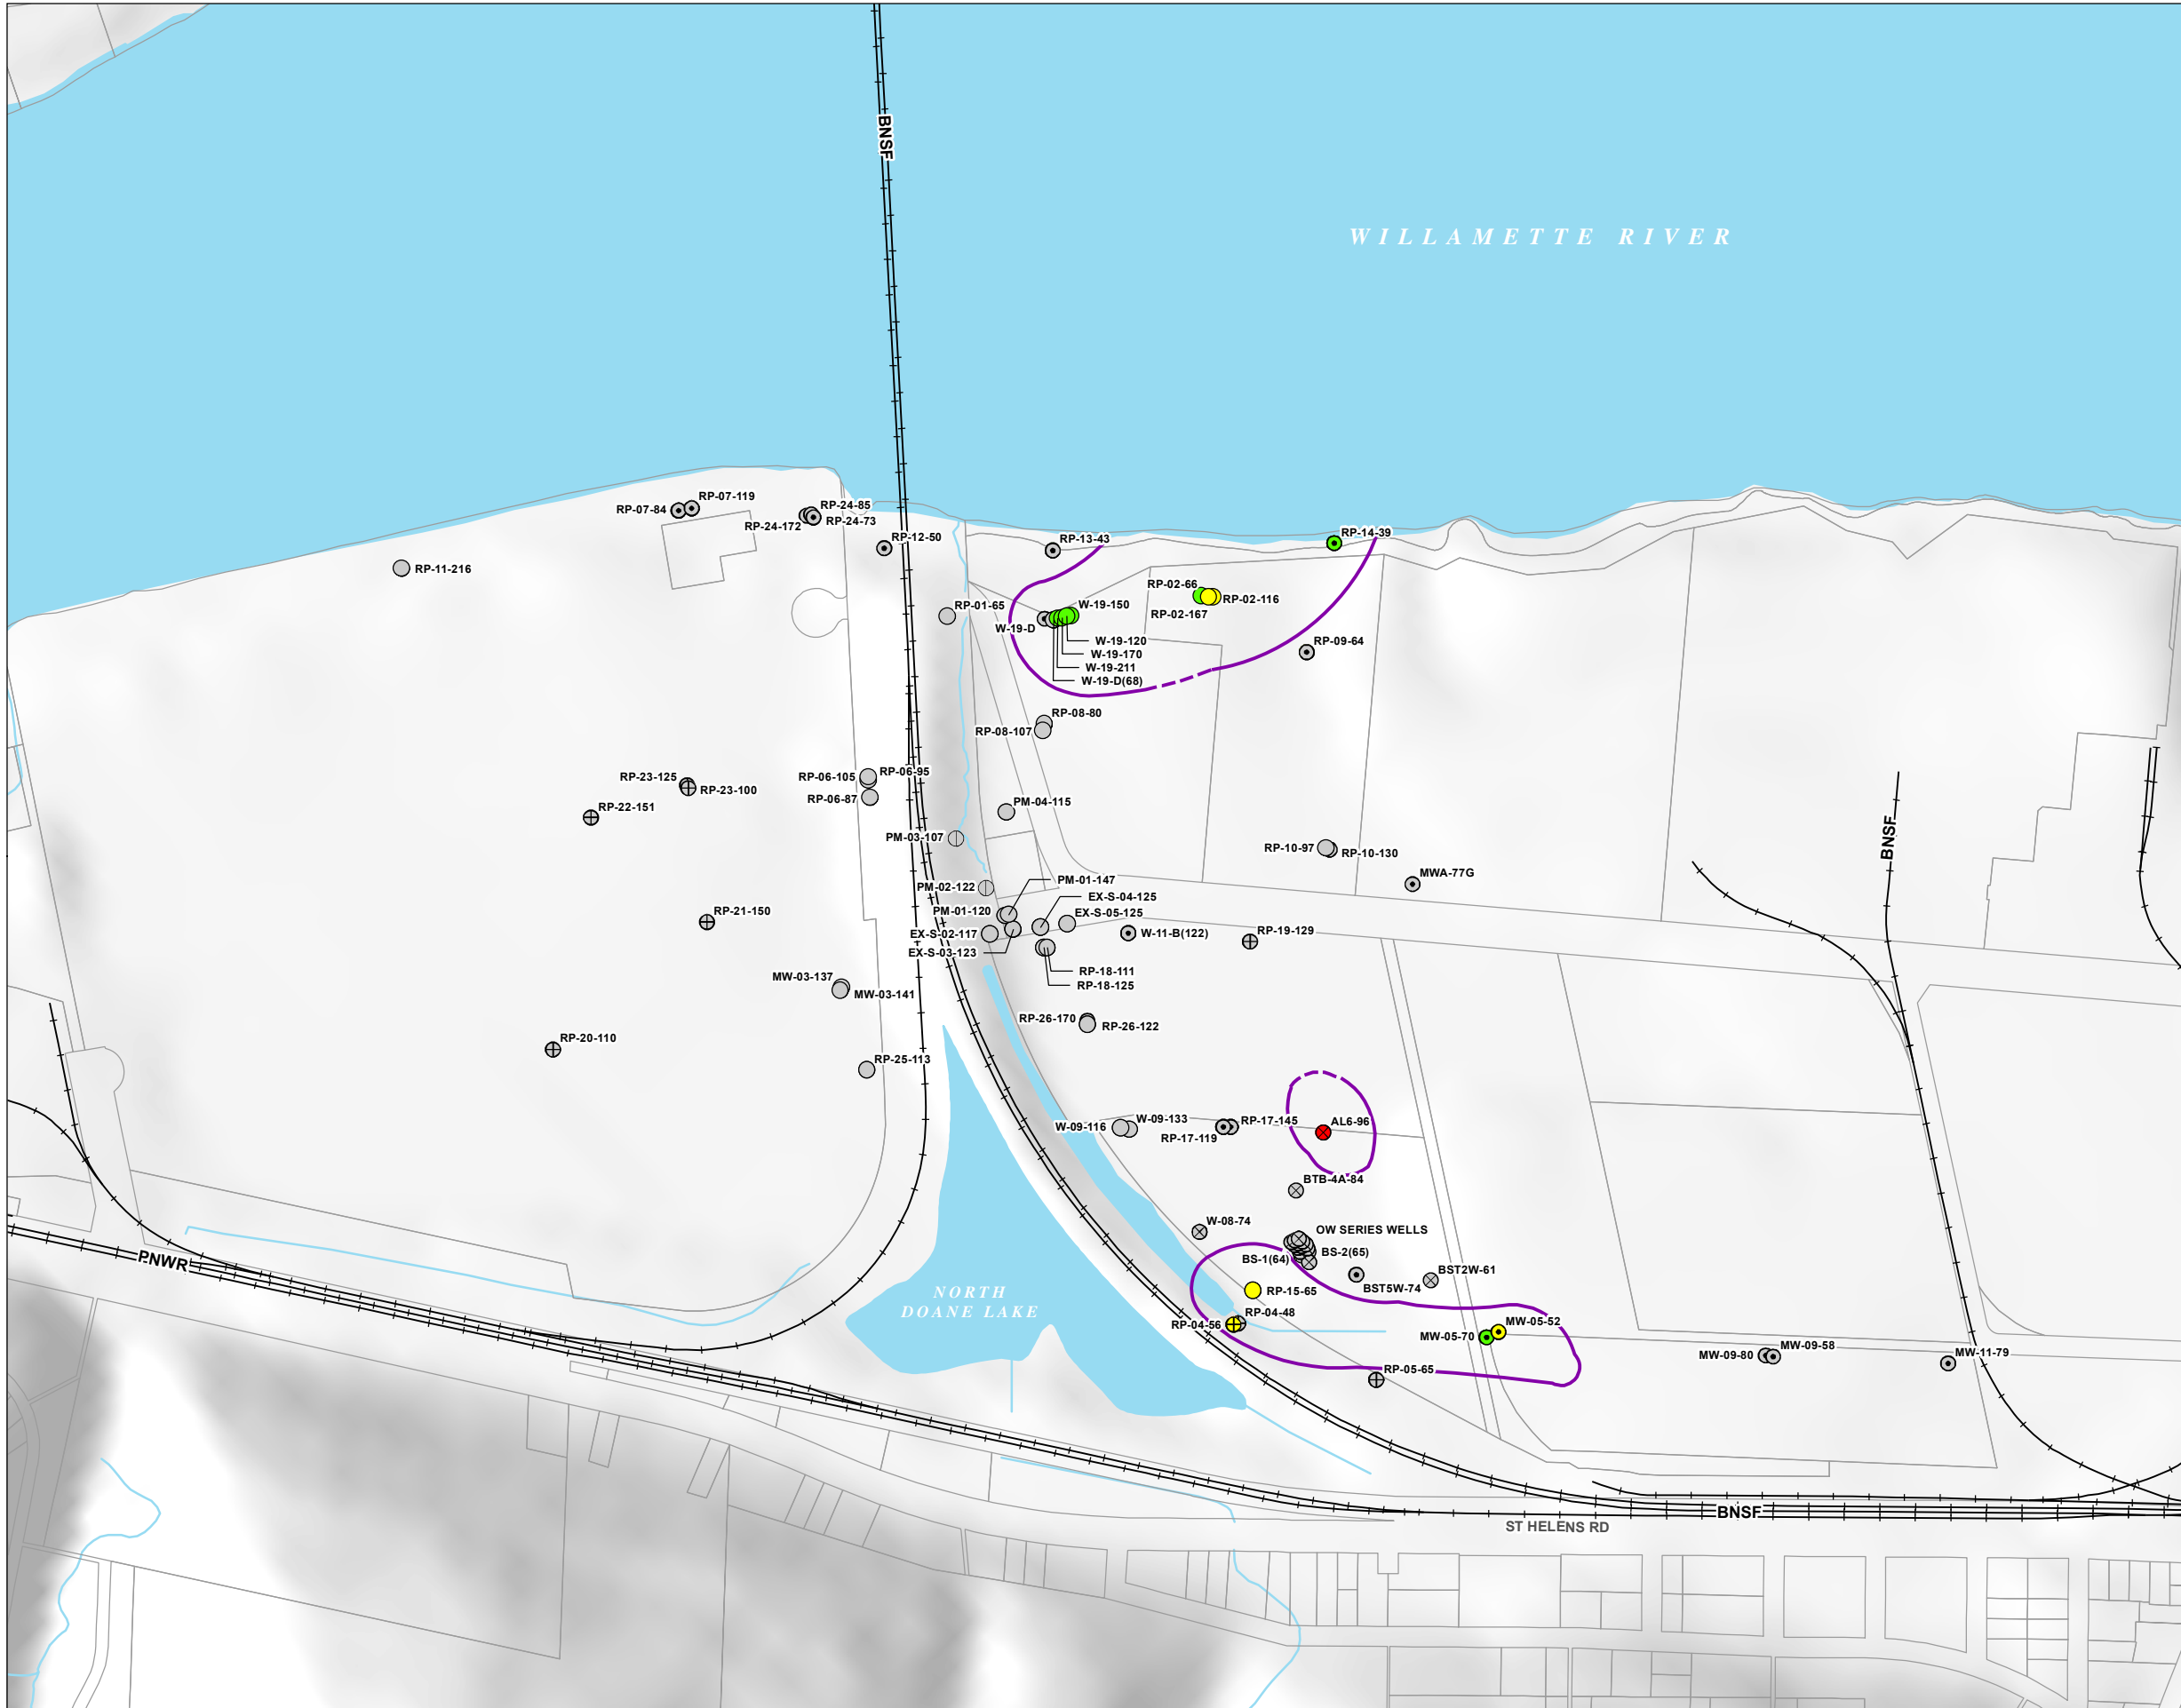 BNSF
WILLAMETTE RIVER
RP-07-119
RP-07-84
RP-24-85
RP-24-172
RP-24-73
RP-12-50
RP-13-43
RP-14-39
RP-11-216
RP-02-66
RP-02-116
RP-02-167
RP-01-65
W-19-150
W-19-D
W-19-120
W-19-170
W-19-211
W-19-D(68)
RP-09-64
RP-08-80
RP-08-107
RP-23-125
RP-23-100
RP-06-105
RP-06-95
RP-06-87
RP-22-151
PM-04-115
PM-03-107
BNSF
RP-10-97
RP-10-130
MWA-77G
PM-02-122
PM-01-147
EX-S-04-125
PM-01-120
EX-S-05-125
RP-21-150
EX-S-02-117
W-11-B(122)
RP-19-129
EX-S-03-123
RP-18-111
RP-18-125
MW-03-137
MW-03-141
RP-26-170
RP-26-122
RP-20-110
RP-25-113
W-09-133
W-09-116
RP-17-145
RP-17-119
AL6-96
BTB-4A-84
W-08-74
OW SERIES WELLS
BS-2(65)
BS-1(64)
PNWR
BST2W-61
BST5W-74
RP-15-65
NORTH
DOANE LAKE
RP-04-48
RP-04-56
MW-05-52
MW-05-70
MW-09-58
MW-09-80
MW-11-79
RP-05-65
BNSF
ST HELENS RD